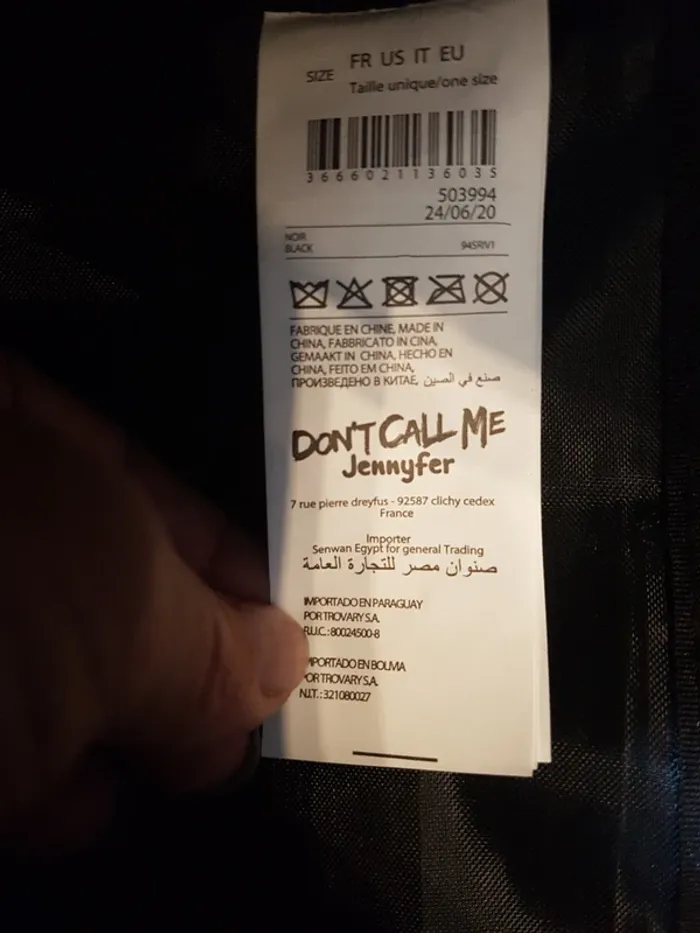 SIZE FR US IT EU
Taille unique/one size
3666021136035
503994
24/06/20
NOIR
BLACK 94SRIV1
FABRIQUE EN CHINE, MADE IN
CHINA, FABBRICATO IN CINA,
GEMAAKT IN CHINA, HECHO EN
CHINA, FEITO EM CHINA,
ПРОИЗВЕДЕНО В КИТАЕ, صنع في الصين
DON'T CALL ME
Jennyfer
7 rue pierre dreyfus - 92587 clichy cedex
France
Importer
Senwan Egypt for general Trading
صنوان مصر للتجارة العامة
IMPORTADO EN PARAGUAY
POR TROVARY S.A.
R.U.C.: 80024500-8
IMPORTADO EN BOLIVIA
POR TROVARY S.A.
N.I.T.: 321080027